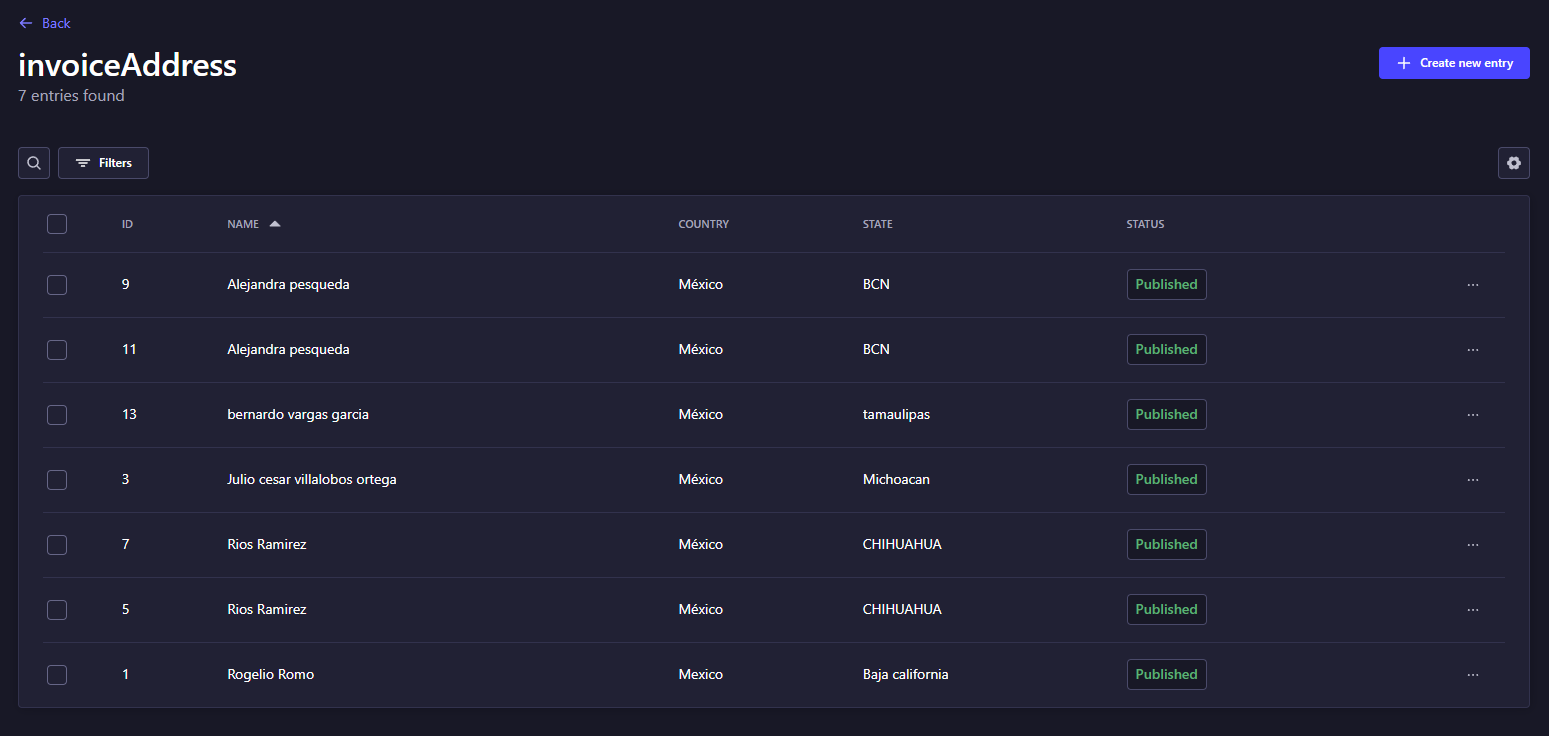 Back
invoiceAddress
Create new entry
7 entries found
Filters
ID NAME COUNTRY STATE STATUS
9 Alejandra pesqueda México BCN Published
11 Alejandra pesqueda México BCN Published
13 bernardo vargas garcia México tamaulipas Published
3 Julio cesar villalobos ortega México Michoacan Published
7 Rios Ramirez México CHIHUAHUA Published
5 Rios Ramirez México CHIHUAHUA Published
1 Rogelio Romo Mexico Baja california Published